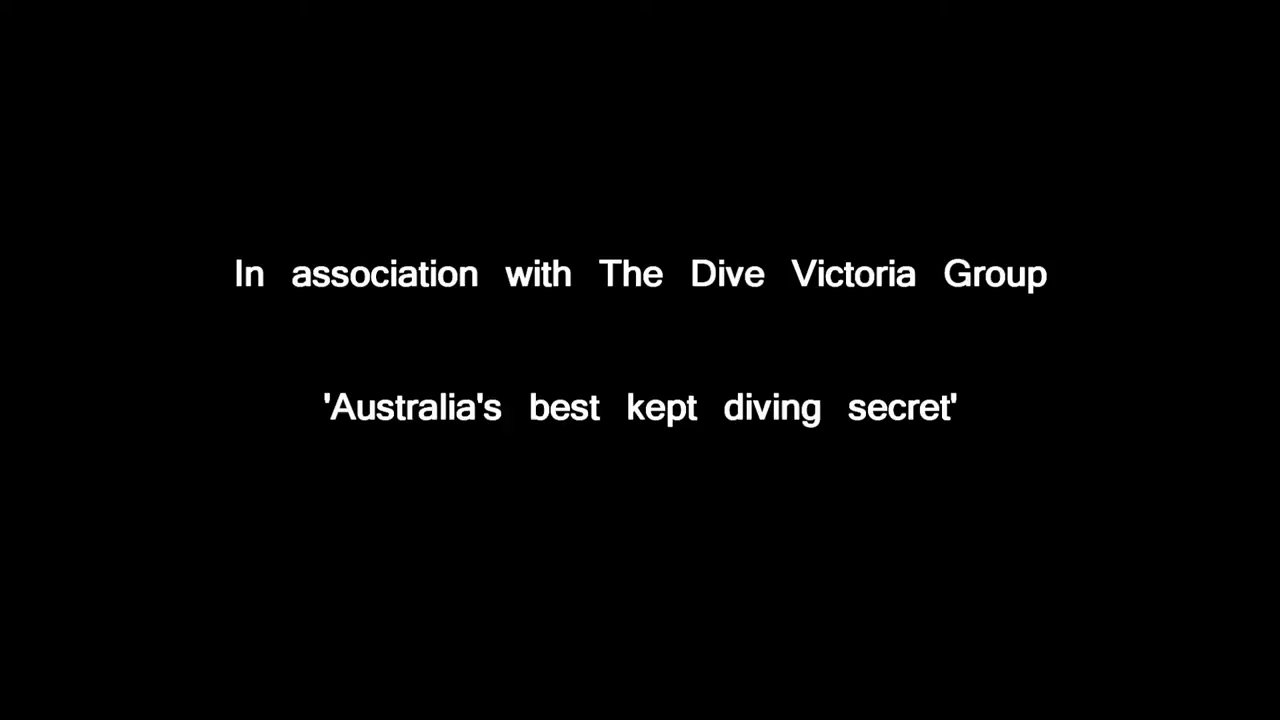 In association with The Dive Victoria Group
'Australia's best kept diving secret'